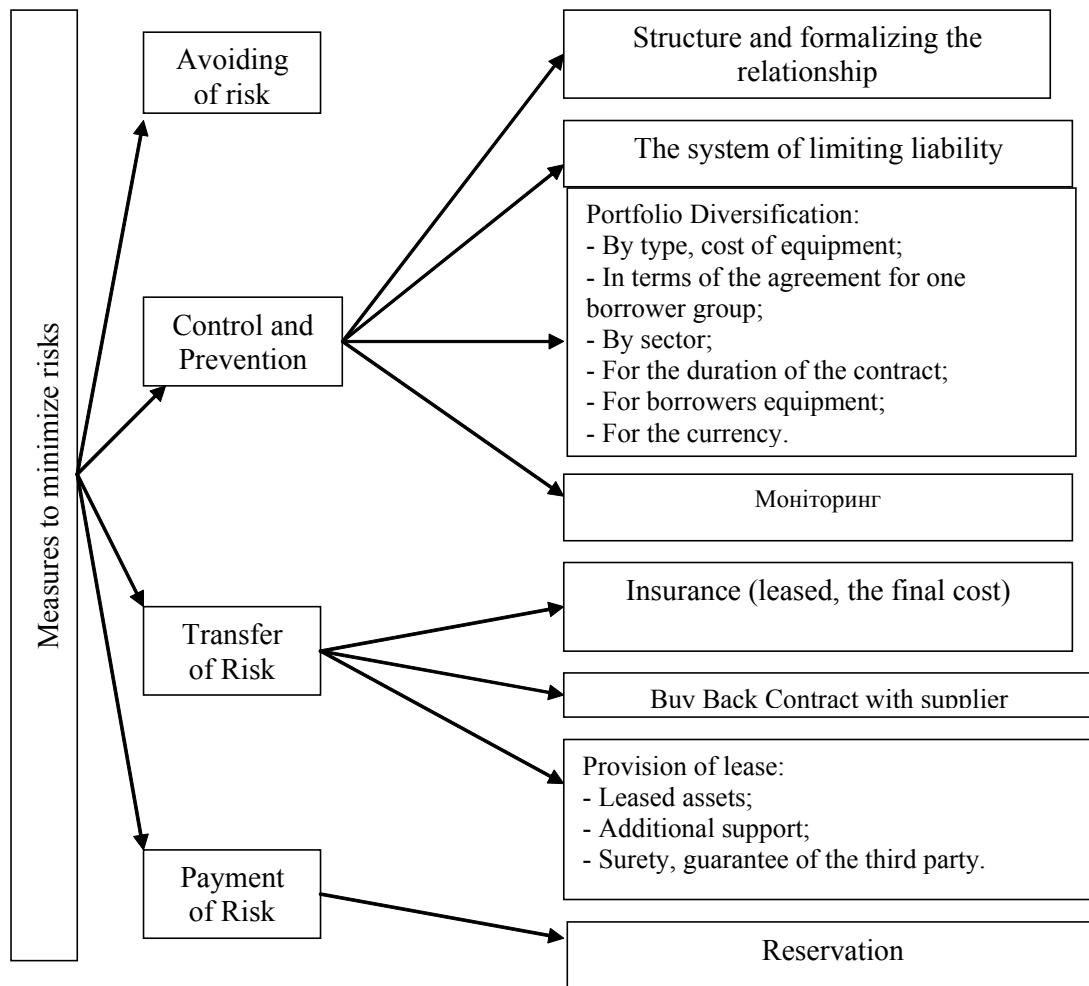 Measures to minimize risks
Avoiding
of risk
Control and
Prevention
Transfer
of Risk
Payment
of Risk
Structure and formalizing the
relationship
The system of limiting liability
Portfolio Diversification:
- By type, cost of equipment;
- In terms of the agreement for one
borrower group;
- By sector;
- For the duration of the contract;
- For borrowers equipment;
- For the currency.
Моніторинг
Insurance (leased, the final cost)
Buy Back Contract with supplier
Provision of lease:
- Leased assets;
- Additional support;
- Surety, guarantee of the third party.
Reservation